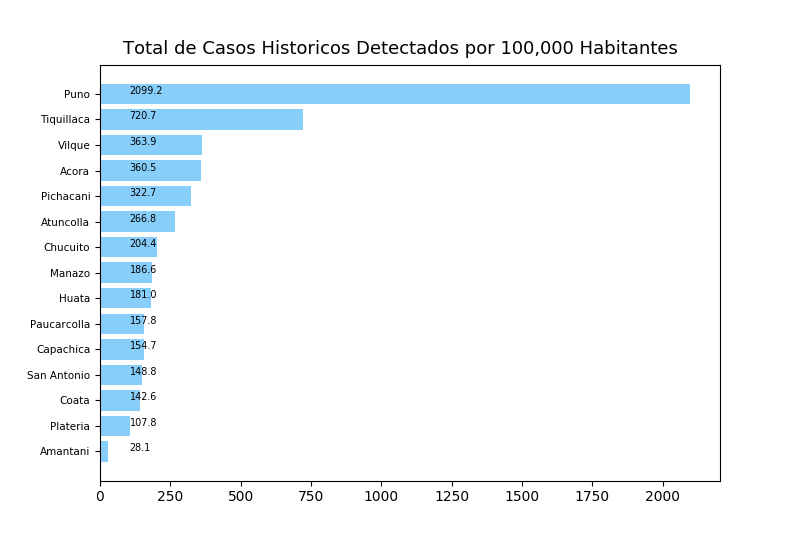 Total de Casos Historicos Detectados por 100,000 Habitantes
Puno 2099.2
Tiquillaca 720.7
Vilque 363.9
Acora 360.5
Pichacani 322.7
Atuncolla 266.8
Chucuito 204.4
Manazo 186.6
Huata 181.0
Paucarcolla 157.8
Capachica 154.7
San Antonio 148.8
Coata 142.6
Plateria 107.8
Amantani 28.1
0 250 500 750 1000 1250 1500 1750 2000